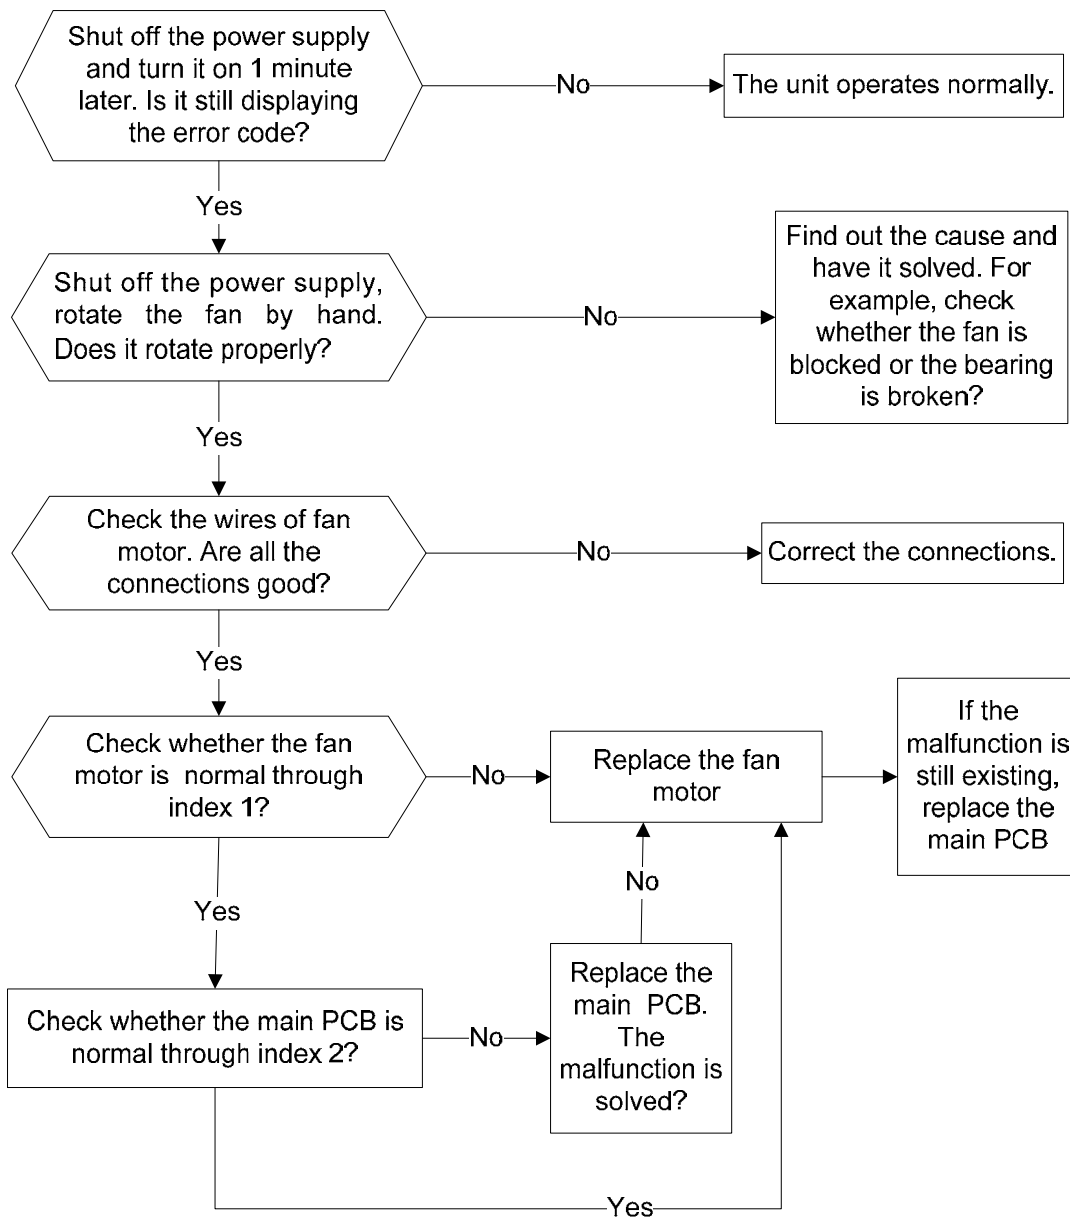 Shut off the power supply
and turn it on 1 minute
later. Is it still displaying
the error code?
No
The unit operates normally.
Yes
Shut off the power supply,
rotate the fan by hand.
Does it rotate properly?
No
Find out the cause and
have it solved. For
example, check
whether the fan is
blocked or the bearing
is broken?
Yes
Check the wires of fan
motor. Are all the
connections good?
No
Correct the connections.
Yes
Check whether the fan
motor is normal through
index 1?
No
Replace the fan
motor
If the
malfunction is
still existing,
replace the
main PCB
Yes
No
Check whether the main PCB is
normal through index 2?
No
Replace the
main PCB.
The
malfunction is
solved?
Yes